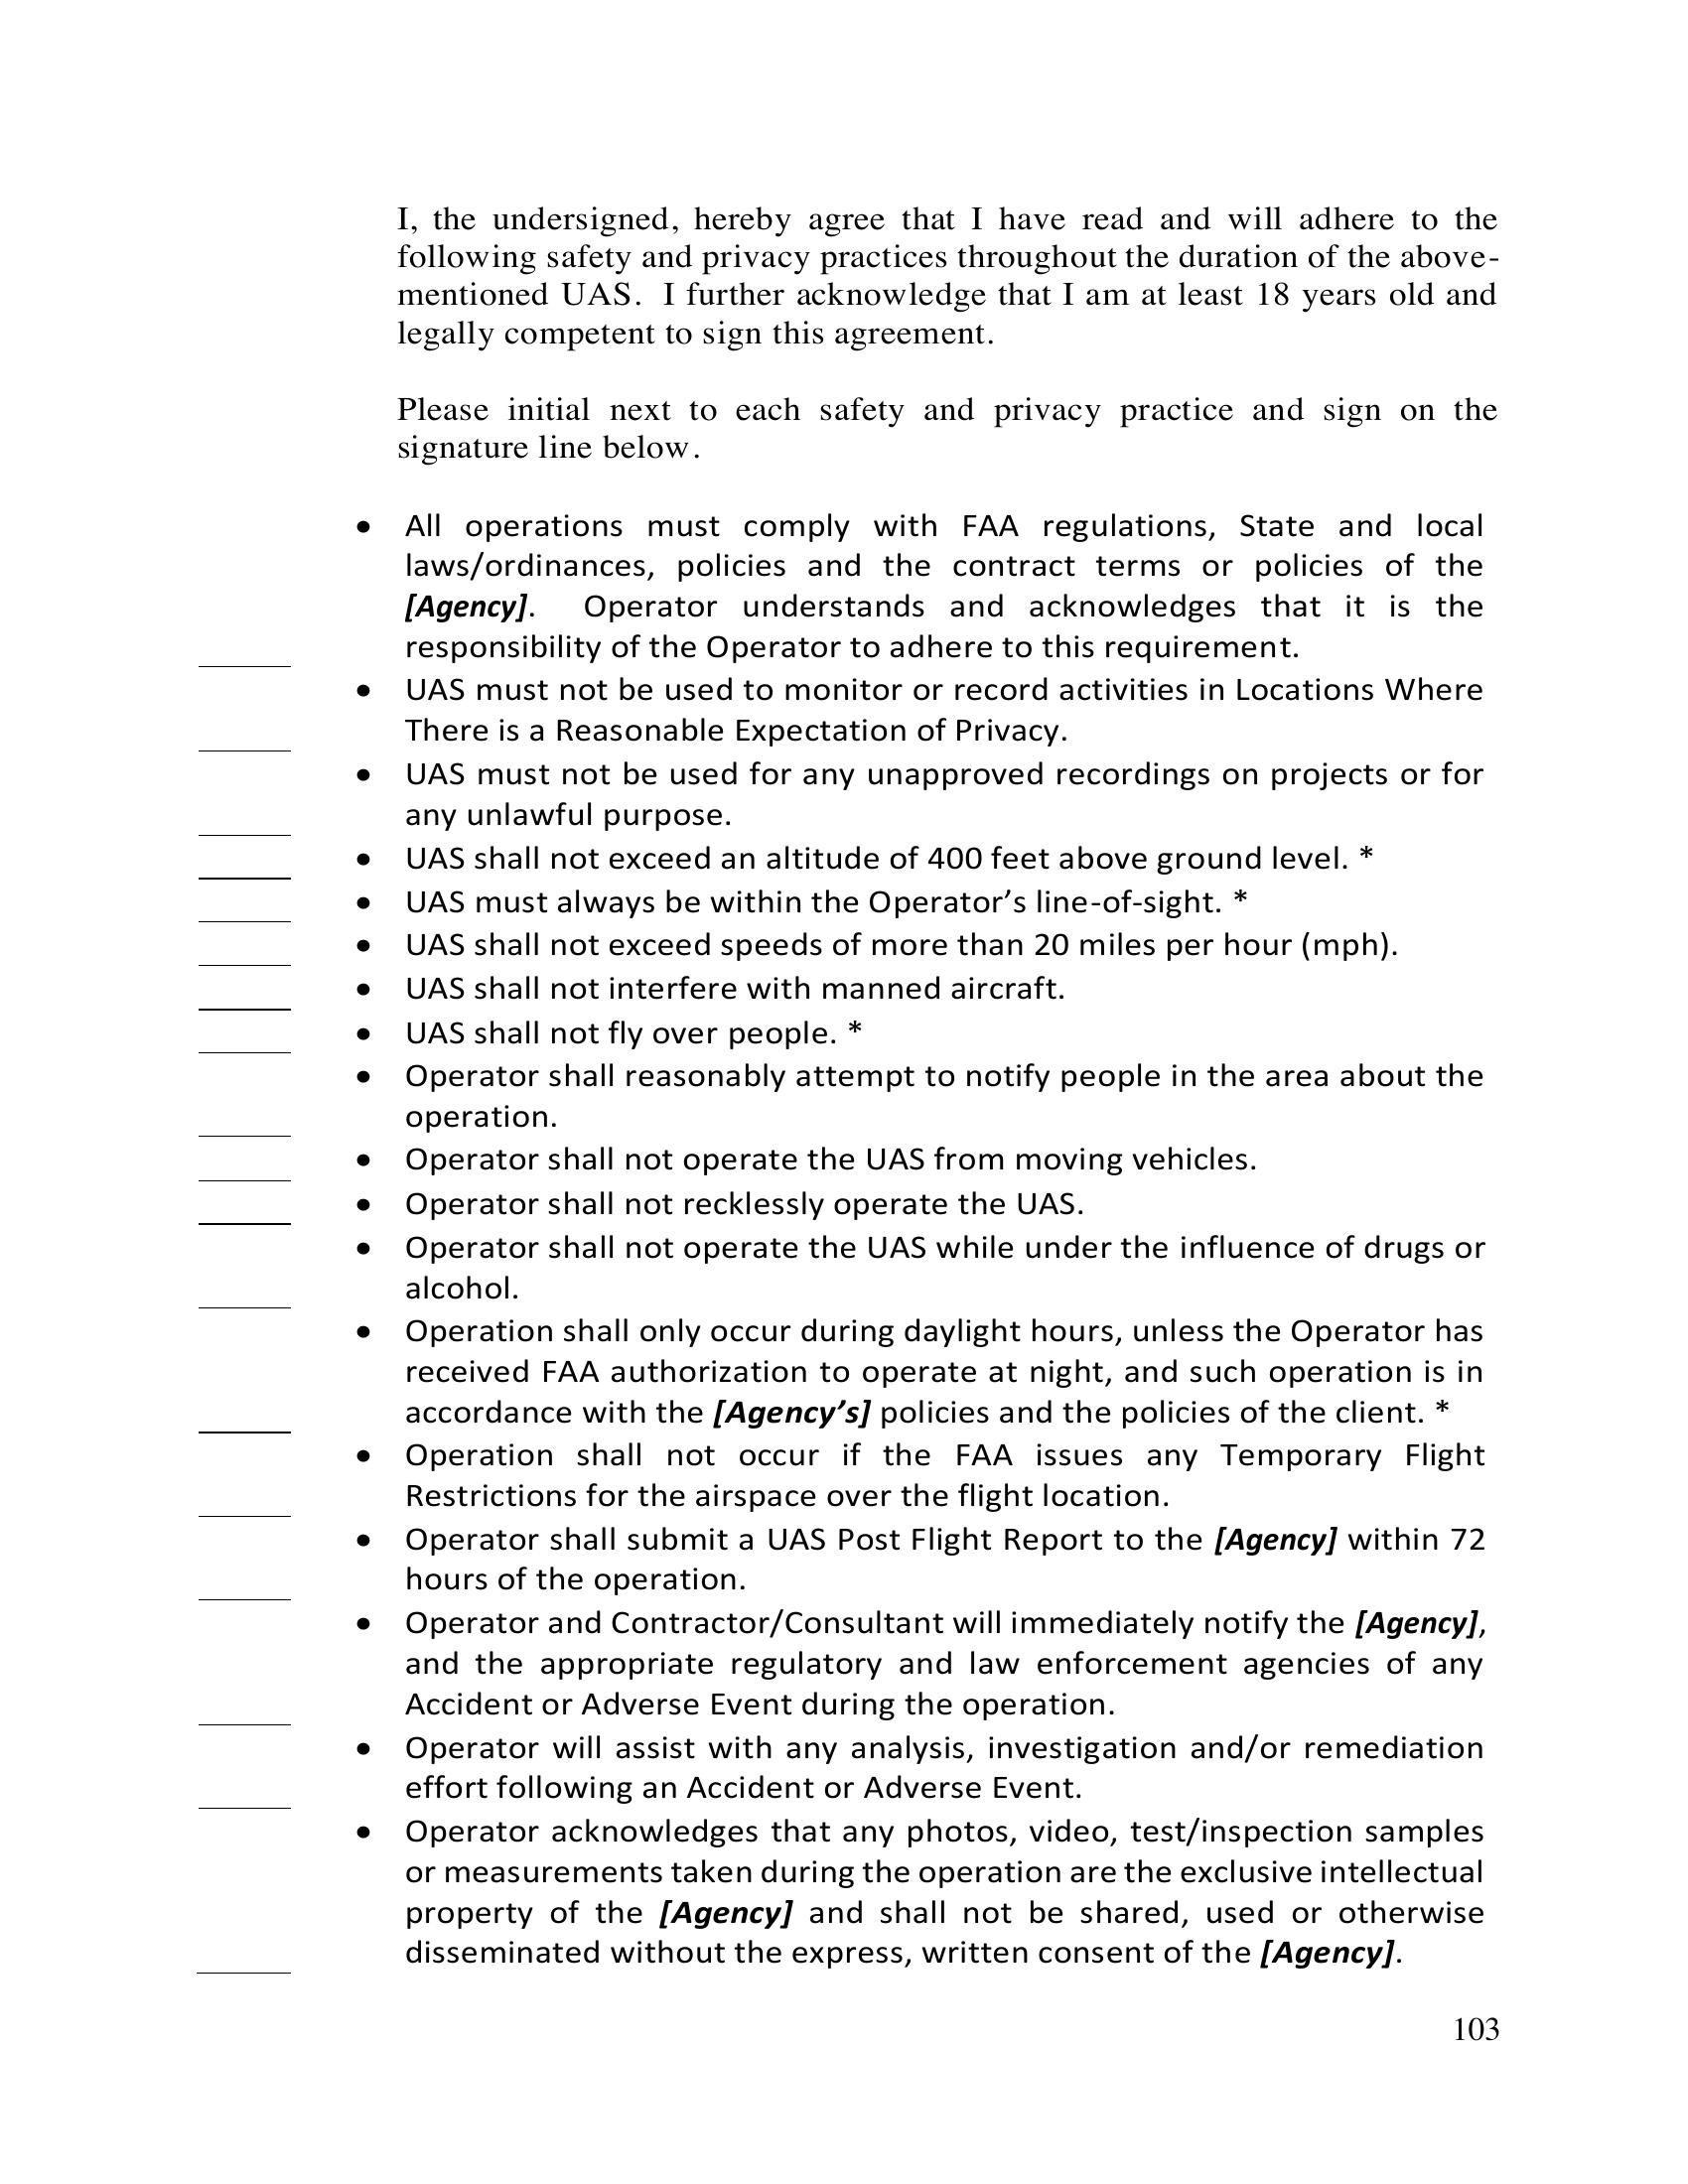 I, the undersigned, hereby agree that I have read and will adhere to the
following safety and privacy practices throughout the duration of the above-
mentioned UAS. I further acknowledge that I am at least 18 years old and
legally competent to sign this agreement.
Please initial next to each safety and privacy practice and sign on the
signature line below.
• All operations must comply with FAA regulations, State and local
laws/ordinances, policies and the contract terms or policies of the
[Agency]. Operator understands and acknowledges that it is the
responsibility of the Operator to adhere to this requirement.
• UAS must not be used to monitor or record activities in Locations Where
There is a Reasonable Expectation of Privacy.
• UAS must not be used for any unapproved recordings on projects or for
any unlawful purpose.
• UAS shall not exceed an altitude of 400 feet above ground level. *
• UAS must always be within the Operator’s line-of-sight. *
• UAS shall not exceed speeds of more than 20 miles per hour (mph).
• UAS shall not interfere with manned aircraft.
• UAS shall not fly over people. *
• Operator shall reasonably attempt to notify people in the area about the
operation.
• Operator shall not operate the UAS from moving vehicles.
• Operator shall not recklessly operate the UAS.
• Operator shall not operate the UAS while under the influence of drugs or
alcohol.
• Operation shall only occur during daylight hours, unless the Operator has
received FAA authorization to operate at night, and such operation is in
accordance with the [Agency’s] policies and the policies of the client. *
• Operation shall not occur if the FAA issues any Temporary Flight
Restrictions for the airspace over the flight location.
• Operator shall submit a UAS Post Flight Report to the [Agency] within 72
hours of the operation.
• Operator and Contractor/Consultant will immediately notify the [Agency],
and the appropriate regulatory and law enforcement agencies of any
Accident or Adverse Event during the operation.
• Operator will assist with any analysis, investigation and/or remediation
effort following an Accident or Adverse Event.
• Operator acknowledges that any photos, video, test/inspection samples
or measurements taken during the operation are the exclusive intellectual
property of the [Agency] and shall not be shared, used or otherwise
disseminated without the express, written consent of the [Agency].
103